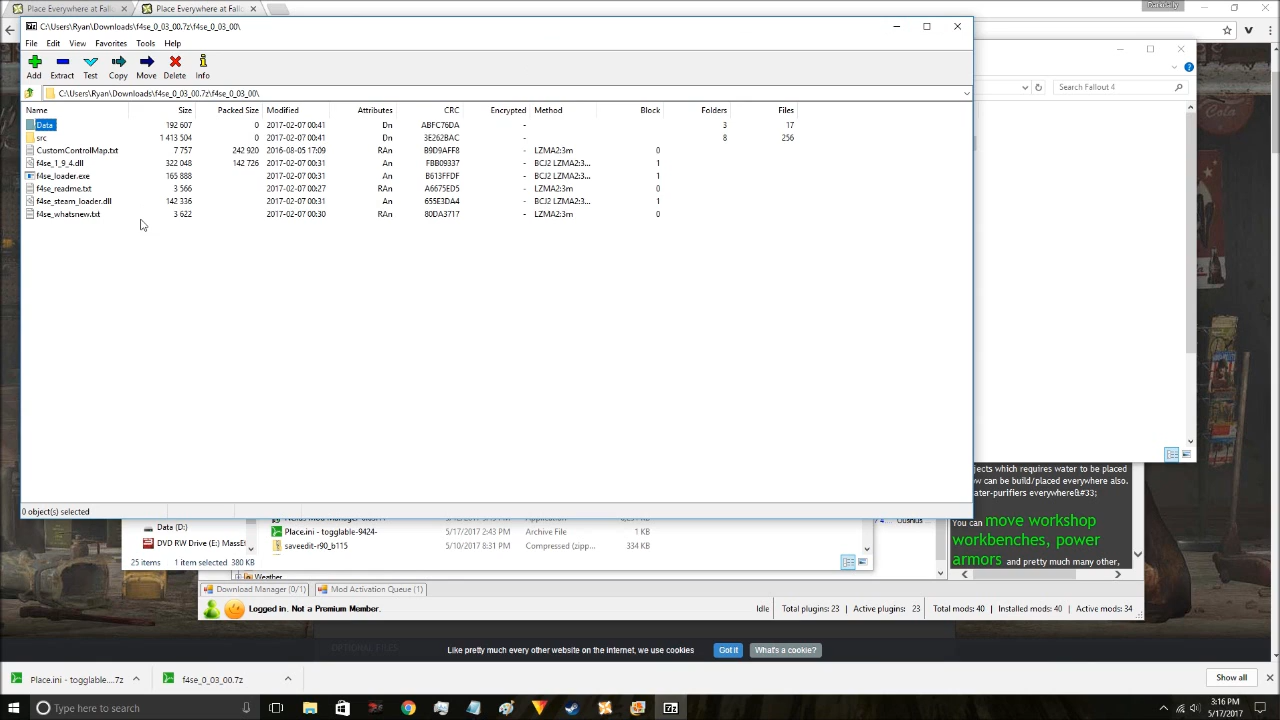 Place Everywhere at Fallo
Place Everywhere at Fallo
C:\Users\Ryan\Downloads\f4se_0_03_00.7z\f4se_0_03_00\
File Edit View Favorites Tools Help
Add Extract Test Copy Move Delete Info
C:\Users\Ryan\Downloads\f4se_0_03_00.7z\f4se_0_03_00\
Search Fallout 4
Name Size Packed Size Modified Attributes CRC Encrypted Method Block Folders Files
Data 192 607 0 2017-02-07 00:41 Dn ABFC76DA - 3 17
src 1 413 504 0 2017-02-07 00:41 Dn 3E262BAC - 8 256
CustomControlMap.txt 7 757 242 920 2016-08-05 17:09 RAn B9D9AFF8 - LZMA2:3m 0
f4se_1_9_4.dll 322 048 142 726 2017-02-07 00:31 An FBB09337 - BCJ2 LZMA2:3... 1
f4se_loader.exe 165 888 2017-02-07 00:31 An B613FFDF - BCJ2 LZMA2:3... 1
f4se_readme.txt 3 566 2017-02-07 00:27 RAn A6675ED5 - LZMA2:3m 0
f4se_steam_loader.dll 142 336 2017-02-07 00:31 An 655E3DA4 - BCJ2 LZMA2:3... 1
f4se_whatsnew.txt 3 622 2017-02-07 00:30 RAn 80DA3717 - LZMA2:3m 0
0 object(s) selected
Data (D:)
DVD RW Drive (E:) MassEf
Place.ini - togglable-9424- 5/17/2017 2:43 PM Archive File 1 KB
saveedit-r90_b115 5/10/2017 8:31 PM Compressed (zipp... 334 KB
25 items 1 item selected 380 KB
Weather
jects which requires water to be placed
ow can be build/placed everywhere also.
ater-purifiers everywhere&#33;
You can move workshop
workbenches, power
armors and pretty much many other,
Download Manager (0/1) Mod Activation Queue (1)
Logged in. Not a Premium Member. Idle Total plugins: 23 Active plugins: 23 Total mods: 40 Installed mods: 40 Active mods: 34
OPTIONAL FILES
Like pretty much every other website on the internet, we use cookies Got it What's a cookie?
Place.ini - togglable....7z f4se_0_03_00.7z Show all
Type here to search 3:16 PM
5/17/2017